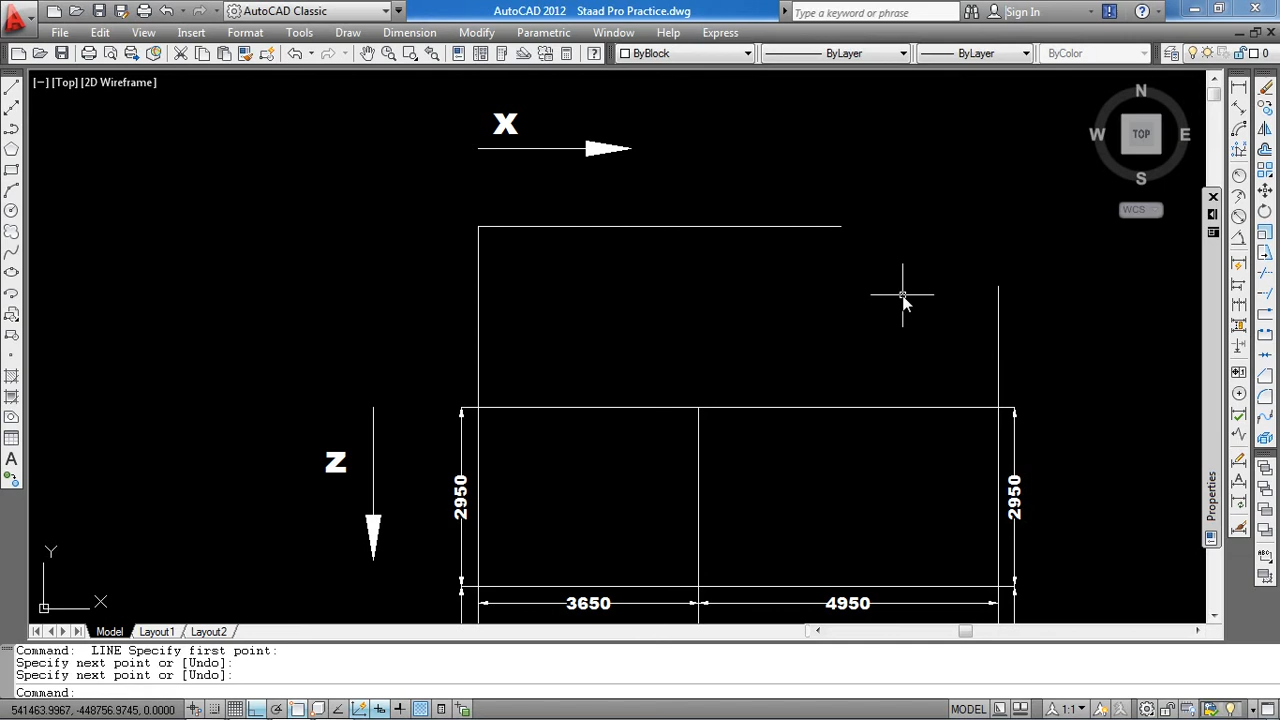 AutoCAD Classic
AutoCAD 2012 Staad Pro Practice.dwg
Type a keyword or phrase
Sign In
File Edit View Insert Format Tools Draw Dimension Modify Parametric Window Help Express
ByBlock
ByLayer
ByLayer
ByColor
0
[−] [Top] [2D Wireframe]
X
N
W TOP E
S
WCS
Z
2950
2950
Properties
3650
4950
Y
X
Model Layout1 Layout2
Command: LINE Specify first point:
Specify next point or [Undo]:
Specify next point or [Undo]:
Command:
541463.9967, -448756.9745, 0.0000
MODEL
1:1